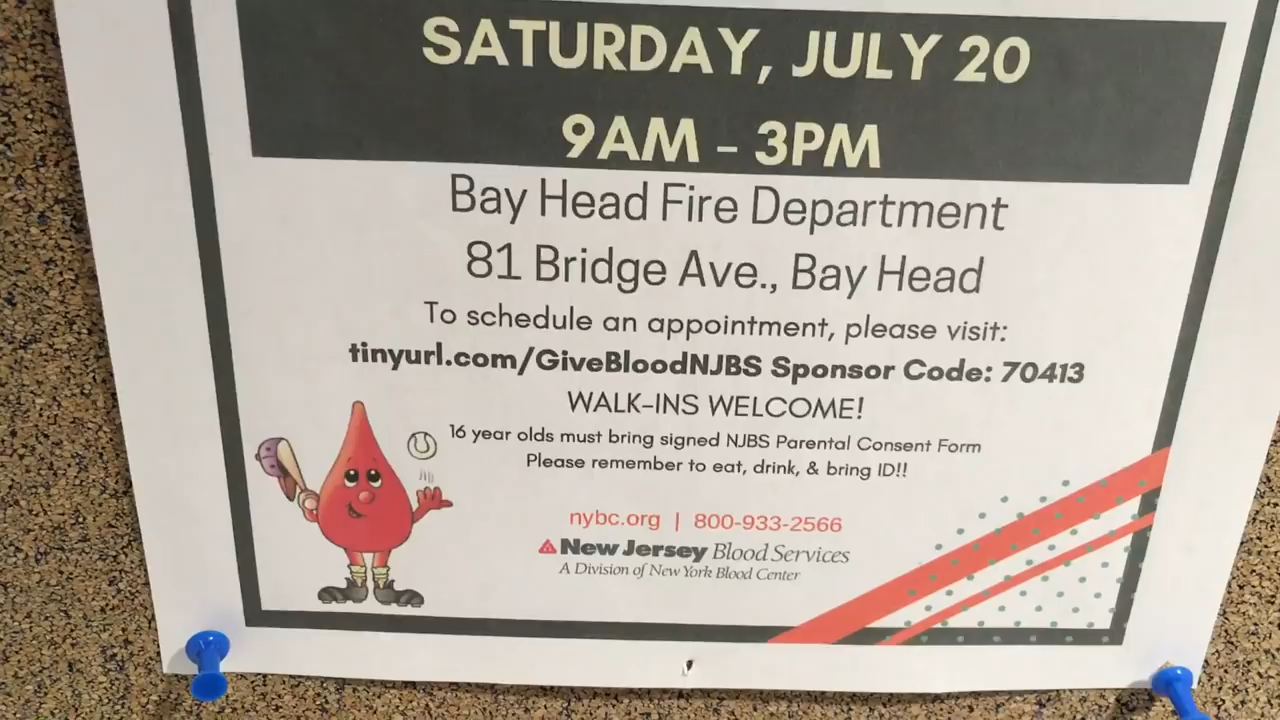 SATURDAY, JULY 20
9AM - 3PM
Bay Head Fire Department
81 Bridge Ave., Bay Head
To schedule an appointment, please visit:
tinyurl.com/GiveBloodNJBS Sponsor Code: 70413
WALK-INS WELCOME!
16 year olds must bring signed NJBS Parental Consent Form
Please remember to eat, drink, & bring ID!!
nybc.org | 800-933-2566
New Jersey Blood Services
A Division of New York Blood Center